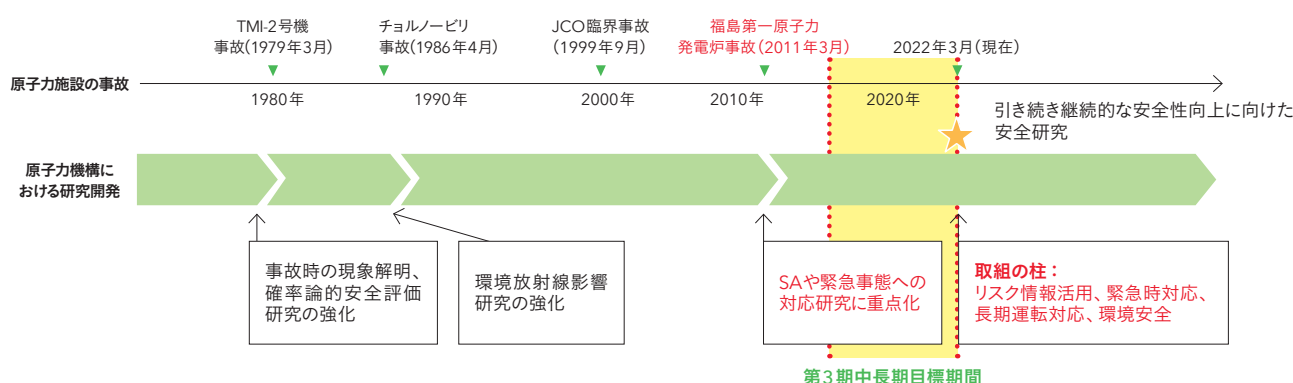 TMI-2号機
事故(1979年3月)
チョルノービリ
事故(1986年4月)
JCO臨界事故
(1999年9月)
福島第一原子力
発電炉事故(2011年3月)
2022年3月(現在)
原子力施設の事故
1980年
1990年
2000年
2010年
2020年
引き続き継続的な安全性向上に向けた
安全研究
原子力機構に
おける研究開発
事故時の現象解明、
確率論的安全評価
研究の強化
環境放射線影響
研究の強化
SAや緊急事態への
対応研究に重点化
取組の柱：
リスク情報活用、緊急時対応、
長期運転対応、環境安全
第3期中長期目標期間